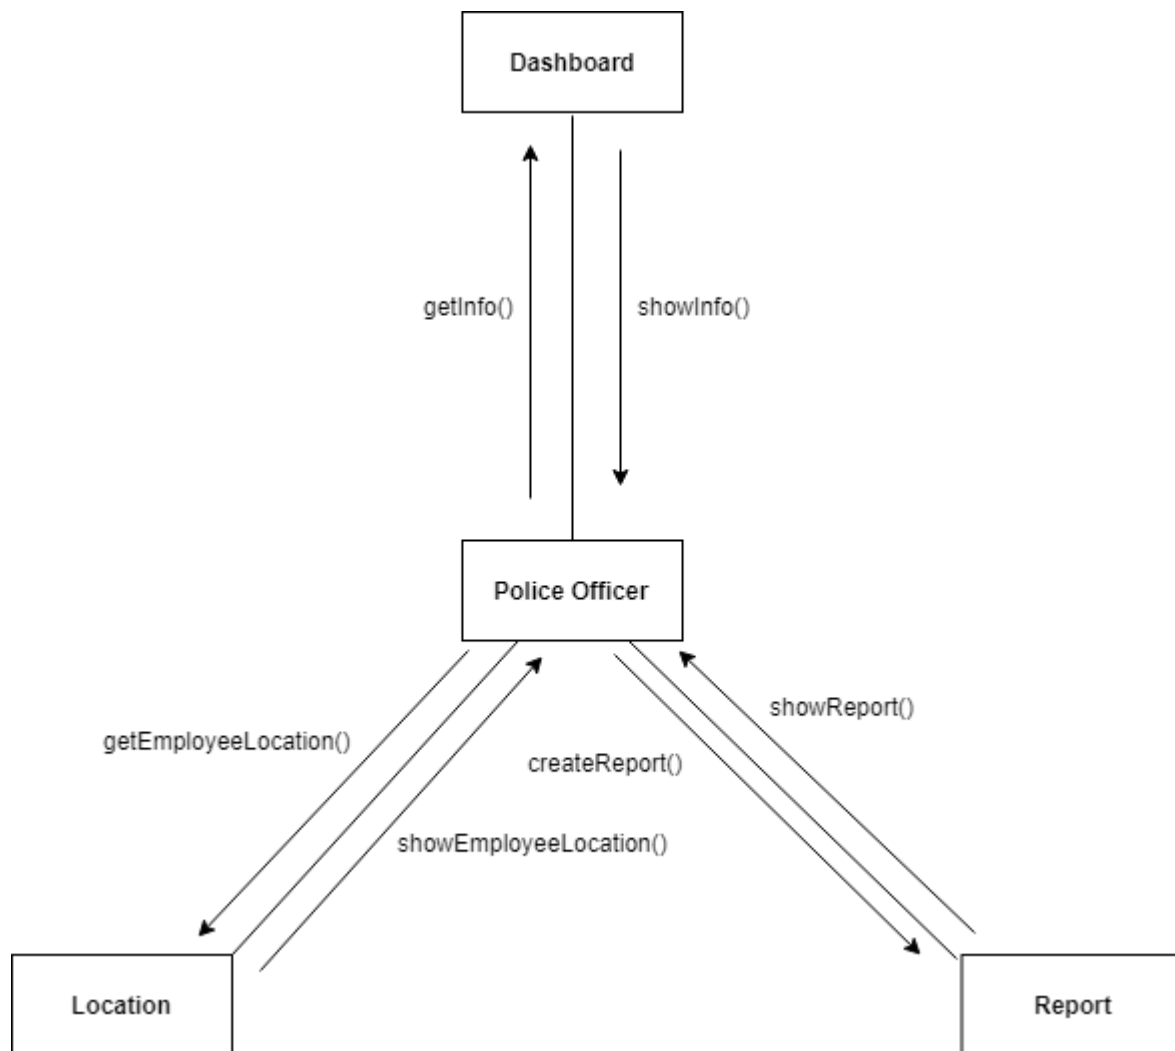 Dashboard
getInfo()
showInfo()
Police Officer
showReport()
getEmployeeLocation()
createReport()
showEmployeeLocation()
Location
Report